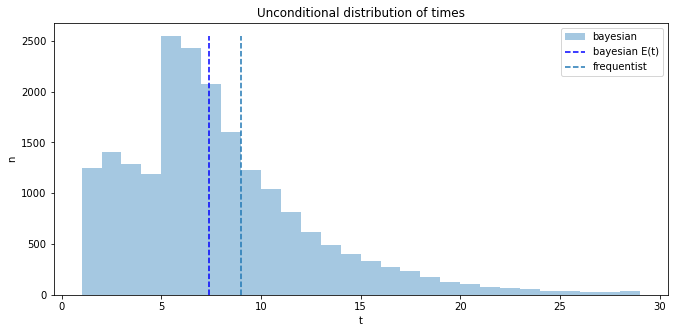 Unconditional distribution of times
bayesian
bayesian E(t)
frequentist
n
2500
2000
1500
1000
500
0
0 5 10 15 20 25 30
t